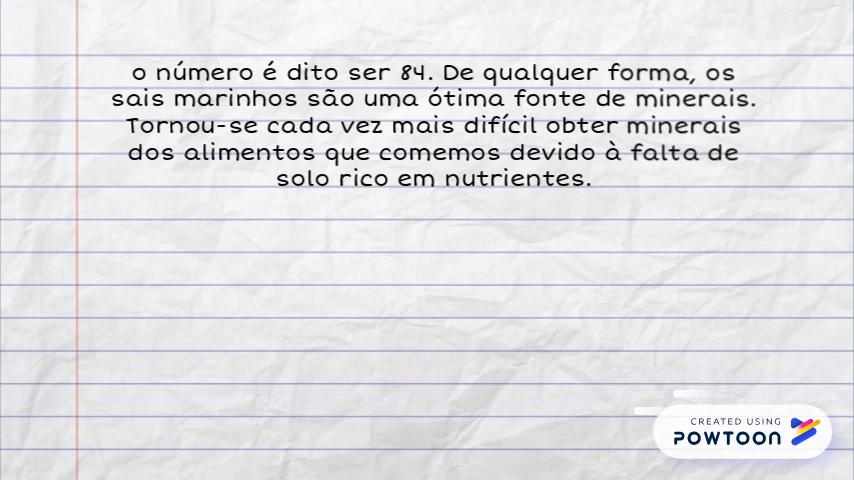 o número é dito ser 84. De qualquer forma, os
sais marinhos são uma ótima fonte de minerais.
Tornou-se cada vez mais difícil obter minerais
dos alimentos que comemos devido à falta de
solo rico em nutrientes.
CREATED USING
POWTOON